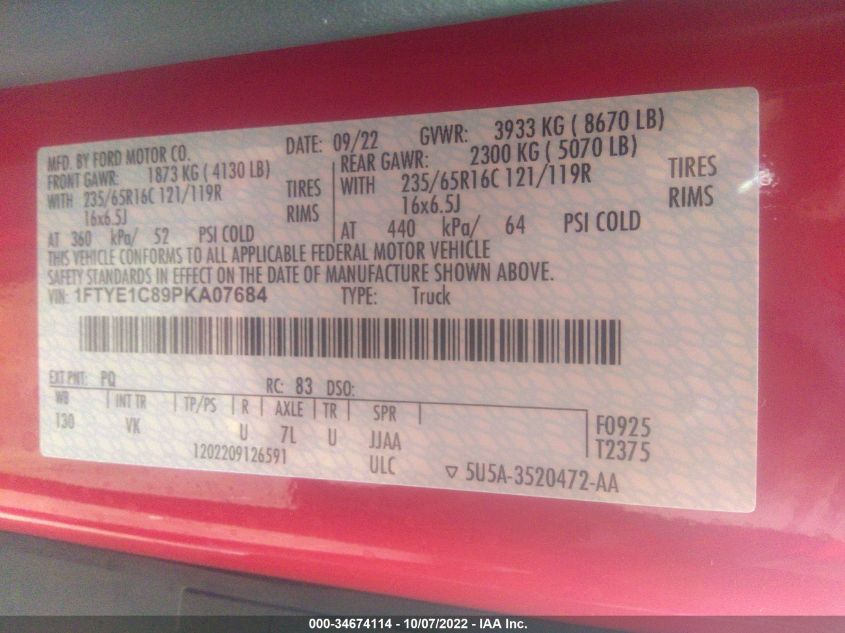 MFD. BY FORD MOTOR CO. DATE: 09/22 GVWR: 3933 KG ( 8670 LB)
FRONT GAWR: 1873 KG ( 4130 LB) REAR GAWR: 2300 KG ( 5070 LB)
WITH 235/65R16C 121/119R TIRES WITH 235/65R16C 121/119R TIRES
16x6.5J RIMS 16x6.5J RIMS
AT 360 kPa/ 52 PSI COLD AT 440 kPa/ 64 PSI COLD
THIS VEHICLE CONFORMS TO ALL APPLICABLE FEDERAL MOTOR VEHICLE
SAFETY STANDARDS IN EFFECT ON THE DATE OF MANUFACTURE SHOWN ABOVE.
VIN: 1FTYE1C89PKA07684 TYPE: Truck
EXT PNT: PQ RC: 83 DSO:
WB INT TR TP/PS R AXLE TR SPR
130 VK U 7L U JJAA F0925
1202209126591 ULC T2375
5U5A-3520472-AA
000-34674114 - 10/07/2022 - IAA Inc.